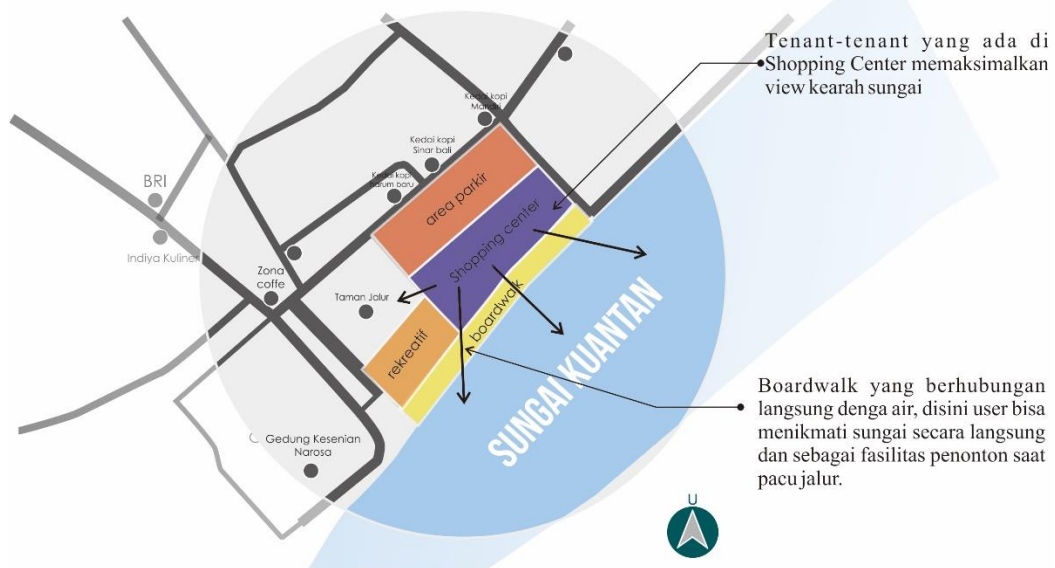 Tenant-tenant yang ada di
Shopping Center memaksimalkan
view kearah sungai
Kedai kopi
Mandiri
Kedai kopi
Sinar bali
Kedai kopi
harum baru
BRI
Indiya Kuliner
Zona
coffe
Taman Jalur
area parkir
Shopping center
boardwalk
rekreatif
SUNGAI KUANTAN
Gedung Kesenian
Narosa
Boardwalk yang berhubungan
langsung denga air, disini user bisa
menikmati sungai secara langsung
dan sebagai fasilitas penonton saat
pacu jalur.
U